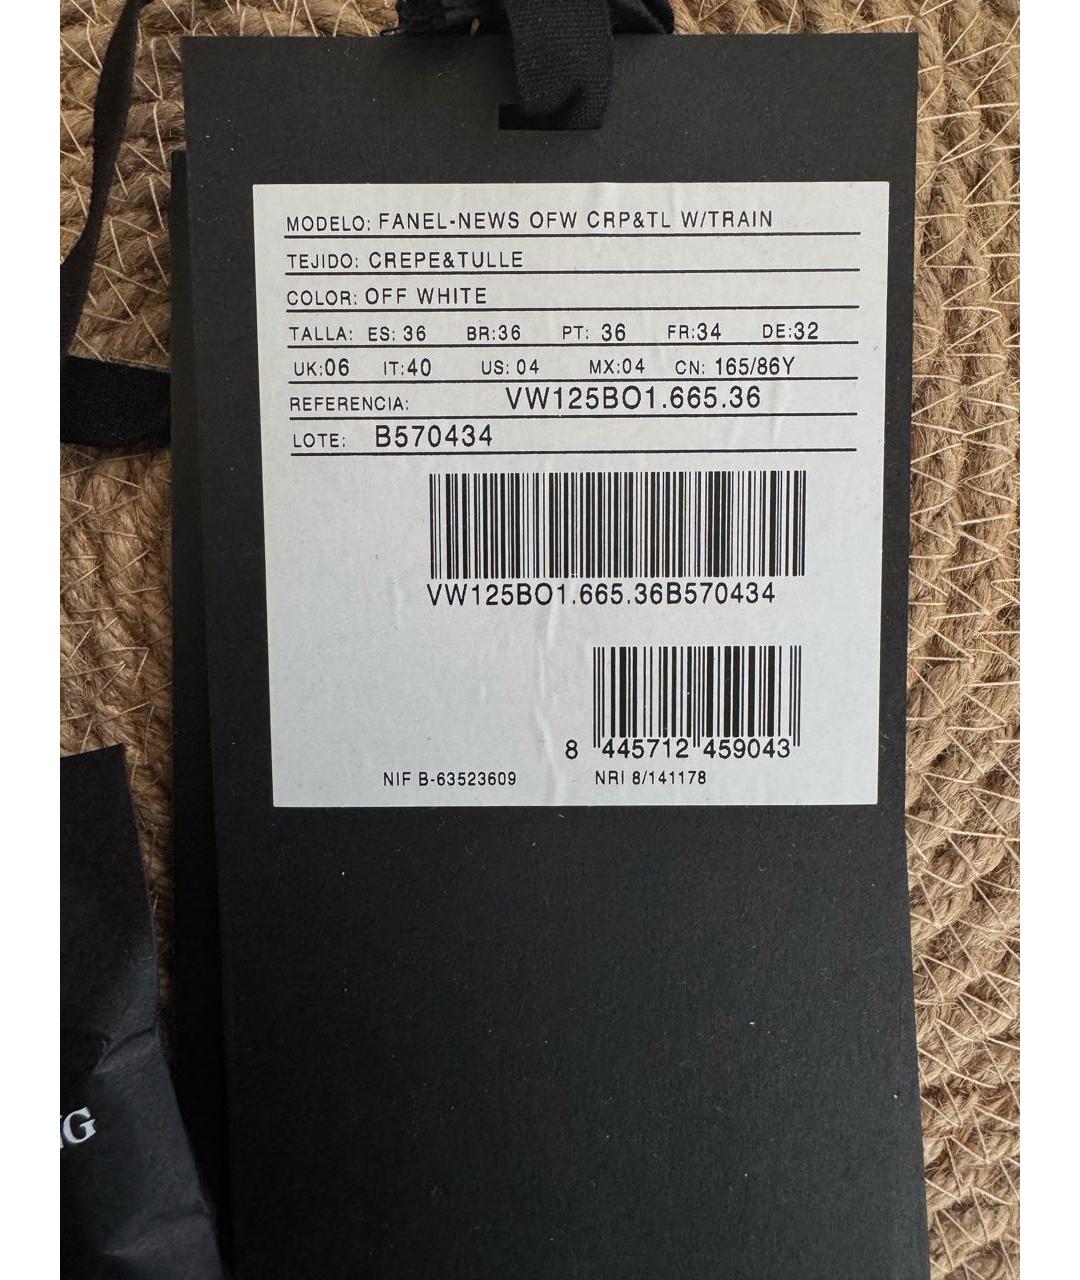 MODELO: FANEL-NEWS OFW CRP&TL W/TRAIN
TEJIDO: CREPE&TULLE
COLOR: OFF WHITE
TALLA: ES: 36 BR:36 PT: 36 FR:34 DE:32
UK:06 IT:40 US: 04 MX:04 CN: 165/86Y
REFERENCIA: VW125BO1.665.36
LOTE: B570434
VW125BO1.665.36B570434
8 445712 459043
NIF B-63523609 NRI 8/141178